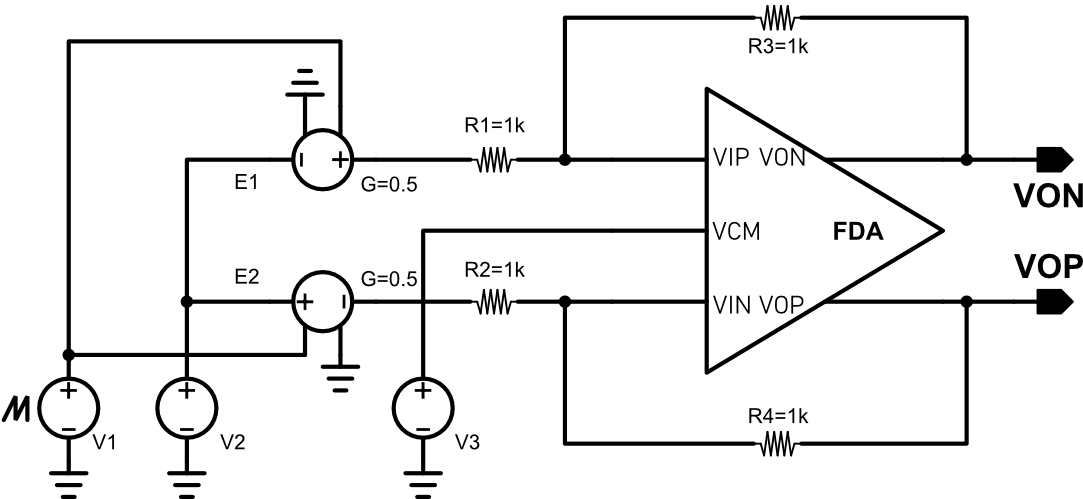 R3=1k
R1=1k
VIP VON
E1
G=0.5
VON
VCM
FDA
E2
G=0.5
R2=1k
VOP
VIN VOP
R4=1k
V1
V2
V3